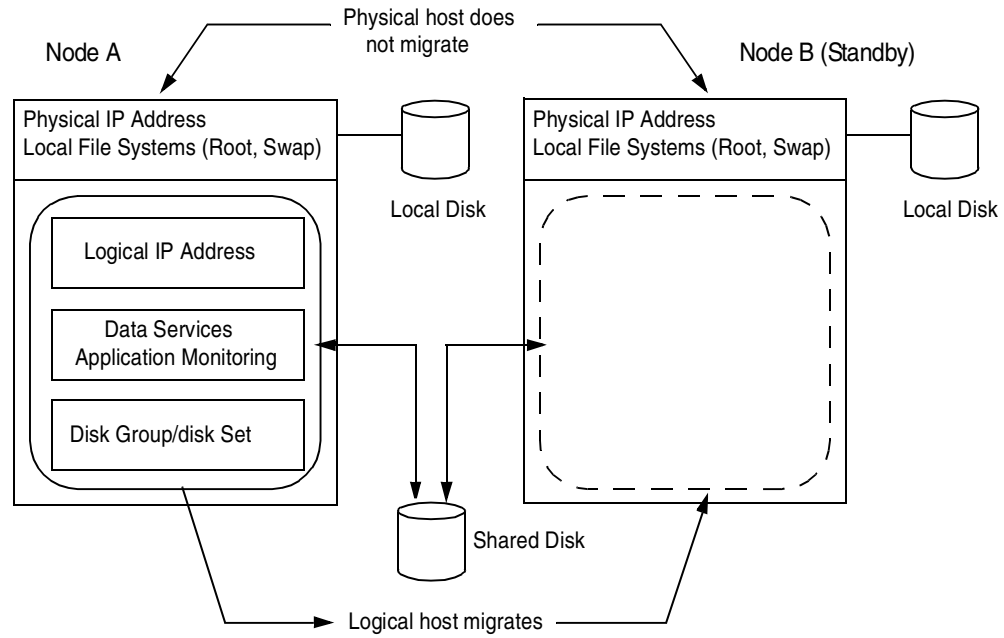 Physical host does
not migrate
Node A
Node B (Standby)
Physical IP Address
Local File Systems (Root, Swap)
Local Disk
Physical IP Address
Local File Systems (Root, Swap)
Local Disk
Logical IP Address
Data Services
Application Monitoring
Disk Group/disk Set
Shared Disk
Logical host migrates